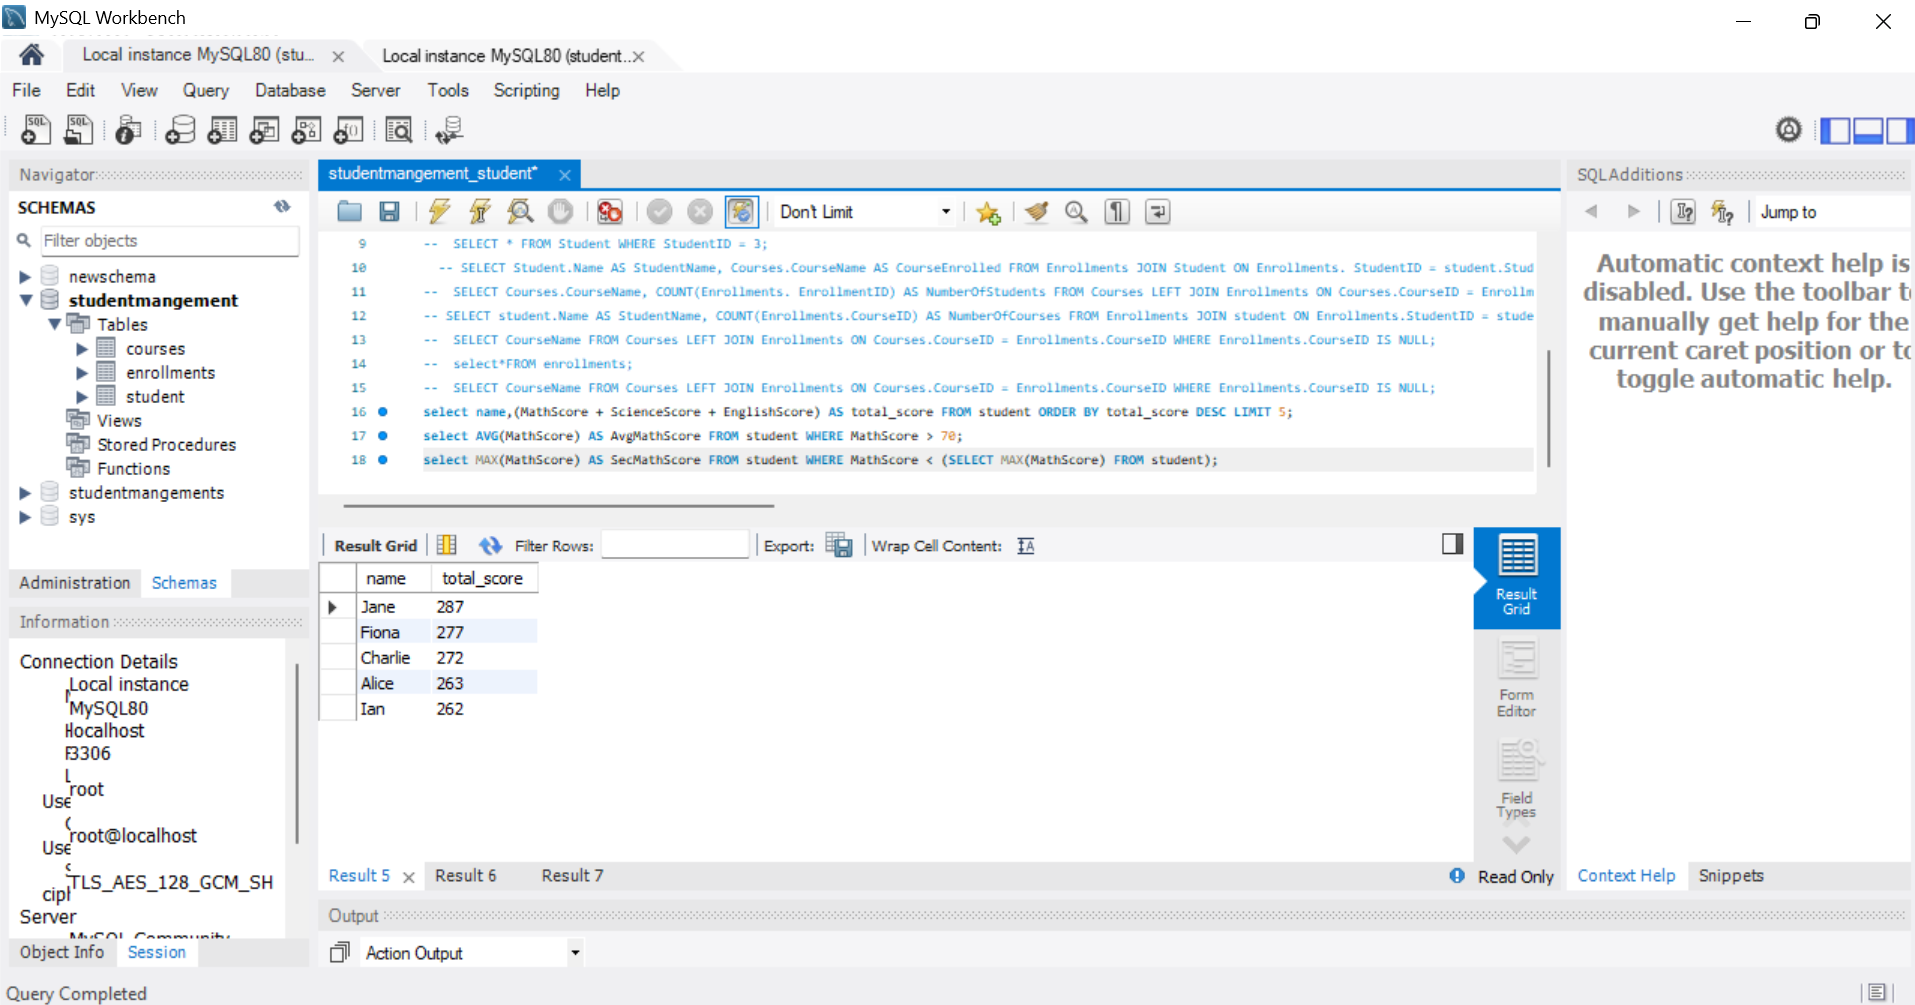 MySQL Workbench
Local instance MySQL80 (stu...
Local instance MySQL80 (student...
File Edit View Query Database Server Tools Scripting Help
Navigator
SCHEMAS
Filter objects
newschema
studentmangement
Tables
courses
enrollments
student
Views
Stored Procedures
Functions
studentmangements
sys
Administration Schemas
Information
Connection Details
Local instance
MySQL80
localhost
3306
root
Use
root@localhost
Use
TLS_AES_128_GCM_SH
Server
MySQL Community
Object Info Session
Query Completed
studentmangement_student*
Don't Limit
9 -- SELECT * FROM Student WHERE StudentID = 3;
10 -- SELECT Student.Name AS StudentName, Courses.CourseName AS CourseEnrolled FROM Enrollments JOIN Student ON Enrollments. StudentID = student.Stud
11 -- SELECT Courses.CourseName, COUNT(Enrollments. EnrollmentID) AS NumberOfStudents FROM Courses LEFT JOIN Enrollments ON Courses.CourseID = Enrollm
12 -- SELECT student.Name AS StudentName, COUNT(Enrollments.CourseID) AS NumberOfCourses FROM Enrollments JOIN student ON Enrollments.StudentID = stude
13 -- SELECT CourseName FROM Courses LEFT JOIN Enrollments ON Courses.CourseID = Enrollments.CourseID WHERE Enrollments.CourseID IS NULL;
14 -- select*FROM enrollments;
15 -- SELECT CourseName FROM Courses LEFT JOIN Enrollments ON Courses.CourseID = Enrollments.CourseID WHERE Enrollments.CourseID IS NULL;
16 select name,(MathScore + ScienceScore + EnglishScore) AS total_score FROM student ORDER BY total_score DESC LIMIT 5;
17 select AVG(MathScore) AS AvgMathScore FROM student WHERE MathScore > 70;
18 select MAX(MathScore) AS SecMathScore FROM student WHERE MathScore < (SELECT MAX(MathScore) FROM student);
Result Grid Filter Rows: Export: Wrap Cell Content:
name total_score
Jane 287
Fiona 277
Charlie 272
Alice 263
Ian 262
Result
Grid
Form
Editor
Field
Types
Result 5 Result 6 Result 7
Read Only
Output
Action Output
SQLAdditions
Jump to
Automatic context help is
disabled. Use the toolbar t
manually get help for the
current caret position or to
toggle automatic help.
Context Help Snippets